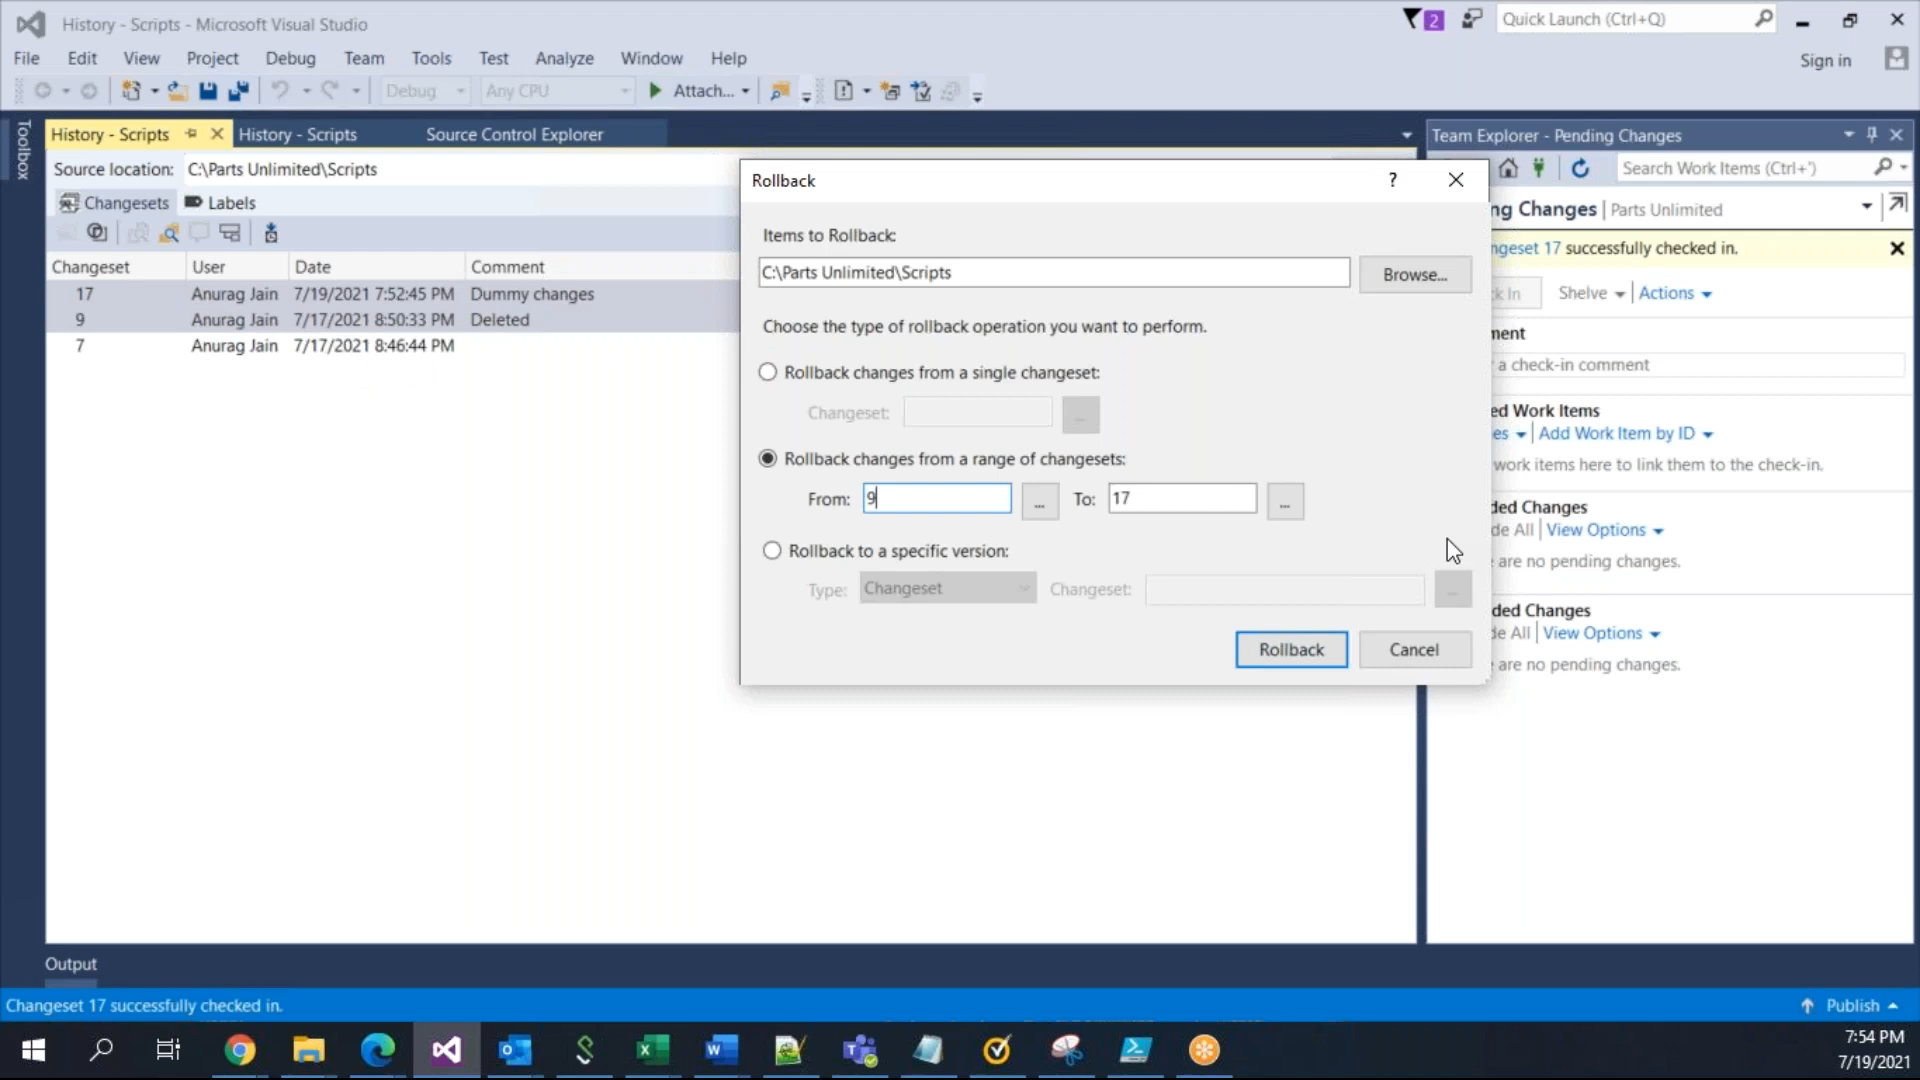 History - Scripts - Microsoft Visual Studio
2
Quick Launch (Ctrl+Q)
File Edit View Project Debug Team Tools Test Analyze Window Help
Sign in
Debug Any CPU Attach...
Toolbox
History - Scripts History - Scripts Source Control Explorer
Source location: C:\Parts Unlimited\Scripts
Changesets Labels
Changeset User Date Comment
17 Anurag Jain 7/19/2021 7:52:45 PM Dummy changes
9 Anurag Jain 7/17/2021 8:50:33 PM Deleted
7 Anurag Jain 7/17/2021 8:46:44 PM
Rollback
?
Items to Rollback:
C:\Parts Unlimited\Scripts
Browse...
Choose the type of rollback operation you want to perform.
Rollback changes from a single changeset:
Changeset:
...
Rollback changes from a range of changesets:
From: 9 ... To: 17 ...
Rollback to a specific version:
Type: Changeset Changeset: ...
Rollback Cancel
Team Explorer - Pending Changes
Search Work Items (Ctrl+')
ng Changes | Parts Unlimited
ngeset 17 successfully checked in.
ck In Shelve Actions
ment
a check-in comment
ed Work Items
es Add Work Item by ID
work items here to link them to the check-in.
ded Changes
de All View Options
e are no pending changes.
ded Changes
de All View Options
e are no pending changes.
Output
Changeset 17 successfully checked in.
Publish
7:54 PM
7/19/2021